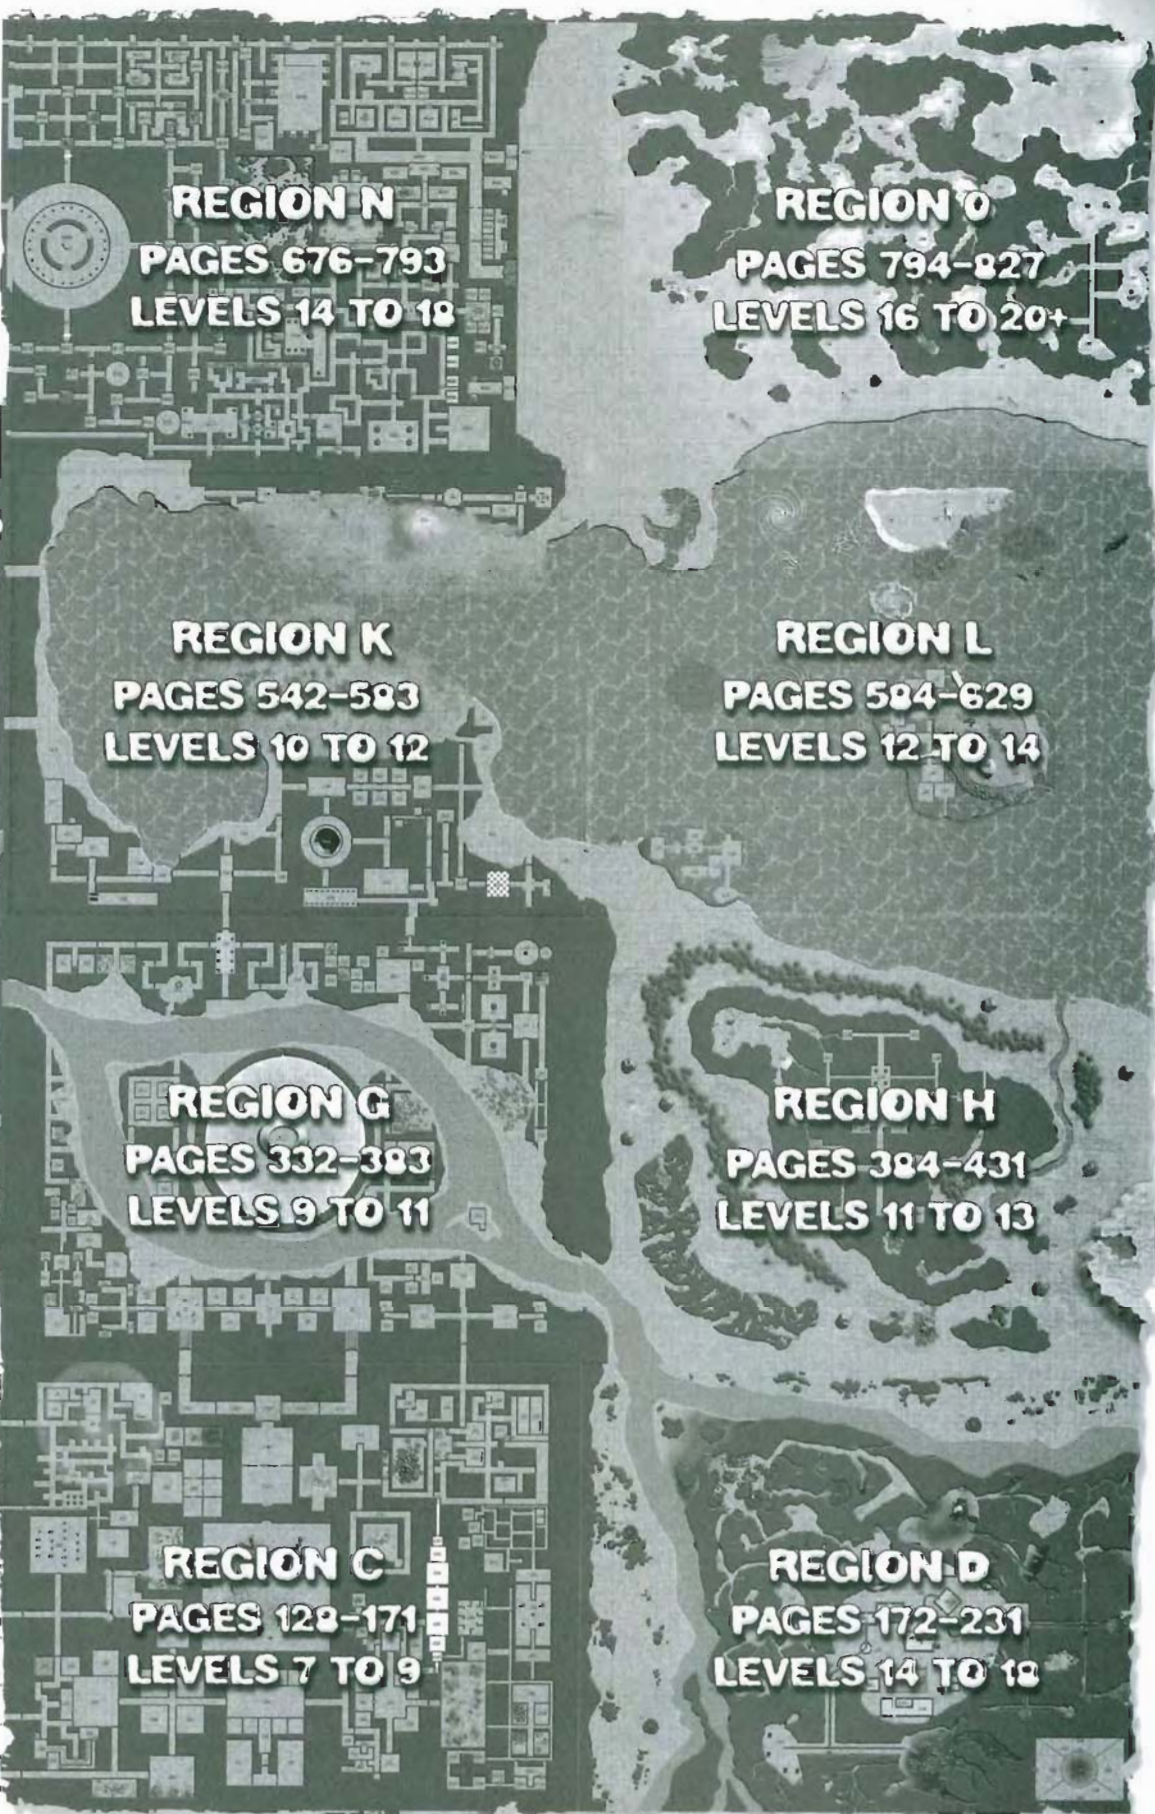 REGION N
PAGES 676–793
LEVELS 14 TO 18
REGION O
PAGES 794–827
LEVELS 16 TO 20+
REGION K
PAGES 542–583
LEVELS 10 TO 12
REGION L
PAGES 584–629
LEVELS 12 TO 14
REGION G
PAGES 332–383
LEVELS 9 TO 11
REGION H
PAGES 384–431
LEVELS 11 TO 13
REGION C
PAGES 128–171
LEVELS 7 TO 9
REGION D
PAGES 172–231
LEVELS 14 TO 18